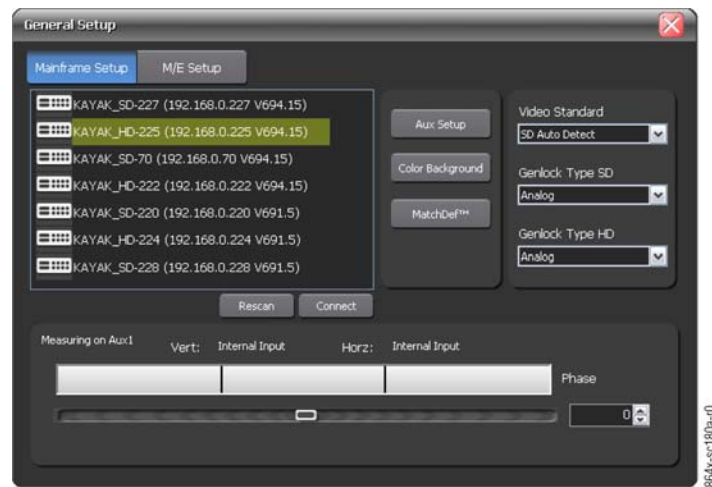 General Setup
Mainframe Setup
M/E Setup
KAYAK_SD-227 (192.168.0.227 V694.15)
KAYAK_HD-225 (192.168.0.225 V694.15)
KAYAK_SD-70 (192.168.0.70 V694.15)
KAYAK_HD-222 (192.168.0.222 V694.15)
KAYAK_SD-220 (192.168.0.220 V691.5)
KAYAK_HD-224 (192.168.0.224 V691.5)
KAYAK_SD-228 (192.168.0.228 V691.5)
Rescan
Connect
Aux Setup
Color Background
MatchDef™
Video Standard
SD Auto Detect
Genlock Type SD
Analog
Genlock Type HD
Analog
Measuring on Aux1
Vert: Internal Input
Horz: Internal Input
Phase
0
864x-sc180a-r0